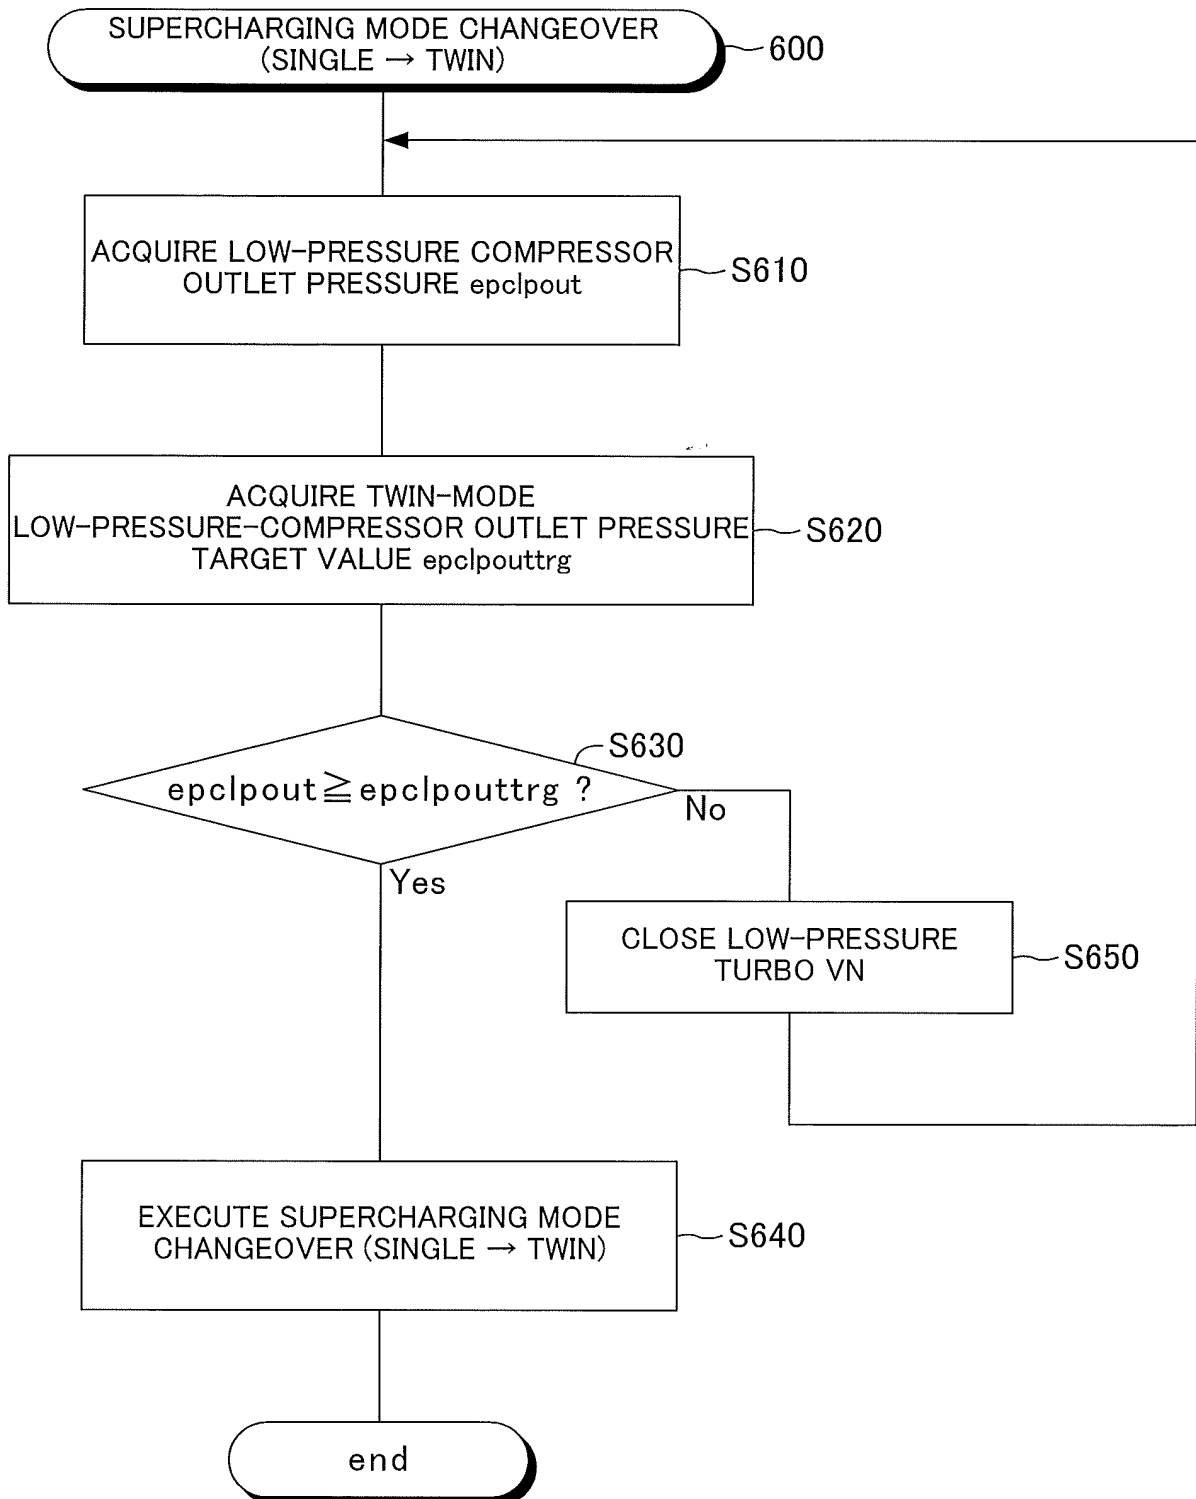 SUPERCHARGING MODE CHANGEOVER
(SINGLE → TWIN)
600
ACQUIRE LOW-PRESSURE COMPRESSOR
OUTLET PRESSURE epclpout
S610
ACQUIRE TWIN-MODE
LOW-PRESSURE-COMPRESSOR OUTLET PRESSURE
TARGET VALUE epclpouttrg
S620
epclpout≧epclpouttrg ?
S630
No
Yes
CLOSE LOW-PRESSURE
TURBO VN
S650
EXECUTE SUPERCHARGING MODE
CHANGEOVER (SINGLE → TWIN)
S640
end